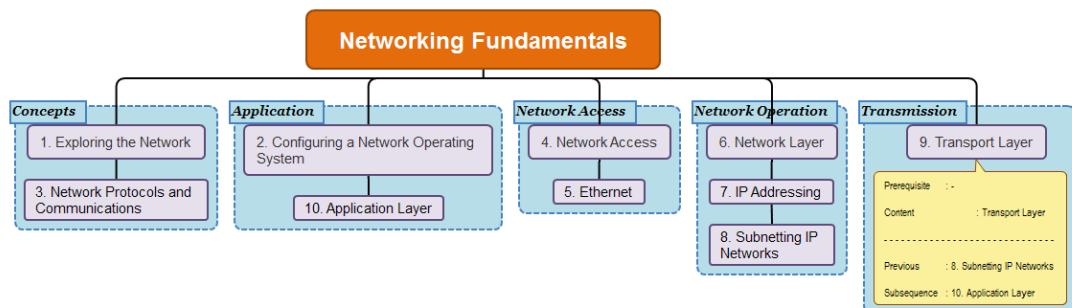 Networking Fundamentals
Concepts
1. Exploring the Network
3. Network Protocols and
Communications
Application
2. Configuring a Network Operating
System
10. Application Layer
Network Access
4. Network Access
5. Ethernet
Network Operation
6. Network Layer
7. IP Addressing
8. Subnetting IP
Networks
Transmission
9. Transport Layer
Prerequisite : -
Content : Transport Layer
- - - - - - - - - - - - - - - - - - - - - - - - - - - - - -
Previous : 8. Subnetting IP Networks
Subsequence : 10. Application Layer